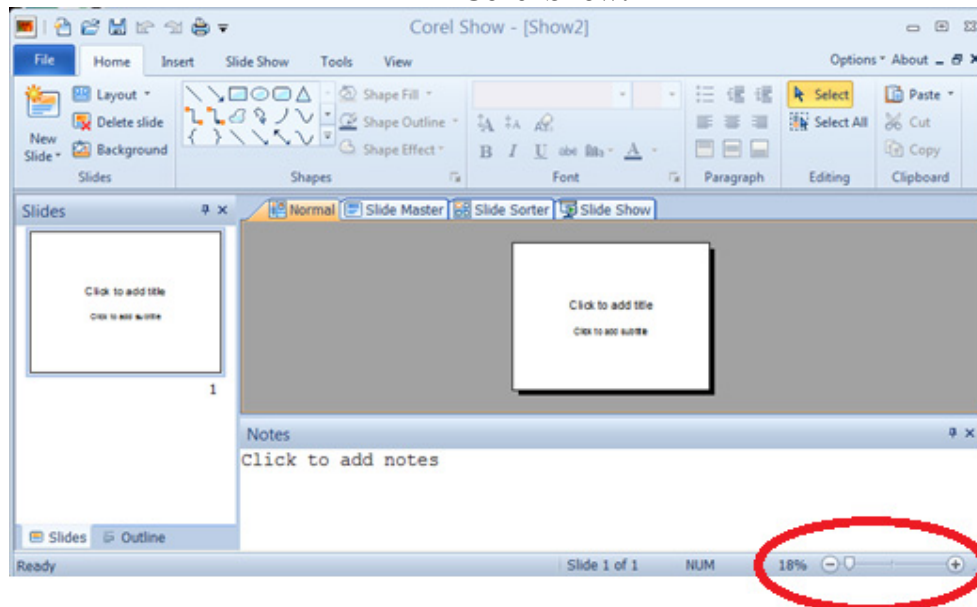 Corel Show - [Show2]
File Home Insert Slide Show Tools View Options About
New Slide
Layout
Delete slide
Background
Slides
Shapes
Shape Fill
Shape Outline
Shape Effect
B I U abc A
Font
Paragraph
Select
Select All
Editing
Paste
Cut
Copy
Clipboard
Slides
Normal Slide Master Slide Sorter Slide Show
Click to add title
Click to add subtitle
1
Click to add title
Click to add subtitle
Notes
Click to add notes
Slides Outline
Ready Slide 1 of 1 NUM 18%